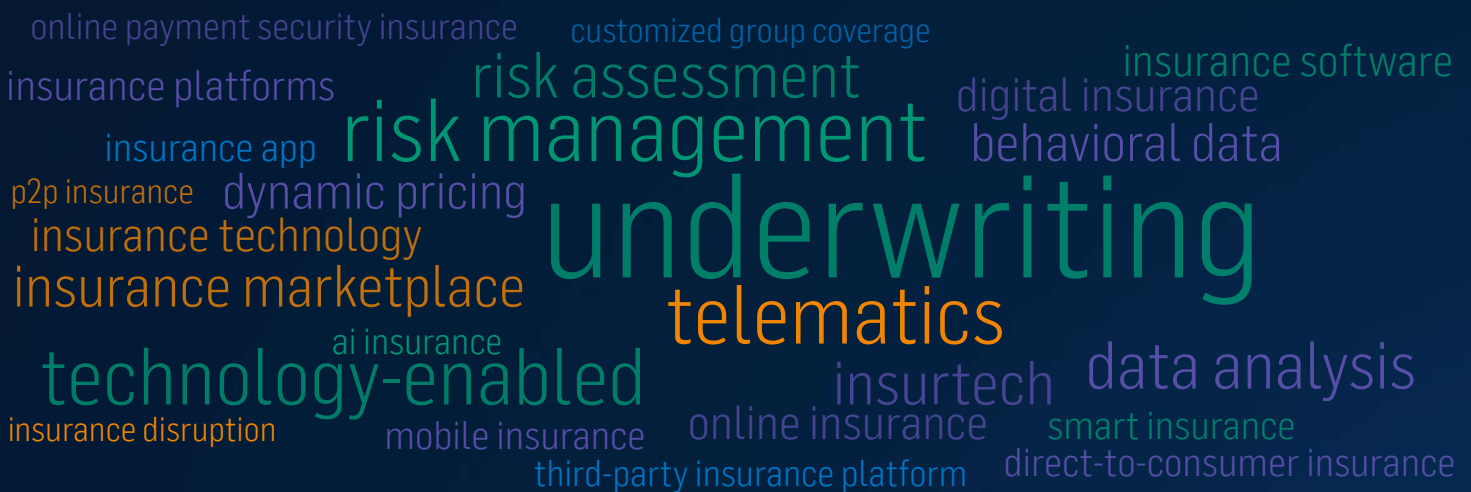 online payment security insurance
customized group coverage
insurance software
risk assessment
insurance platforms
digital insurance
risk management
behavioral data
insurance app
p2p insurance
dynamic pricing
underwriting
insurance technology
insurance marketplace
telematics
ai insurance
technology-enabled
data analysis
insurtech
insurance disruption
mobile insurance
online insurance
smart insurance
third-party insurance platform
direct-to-consumer insurance